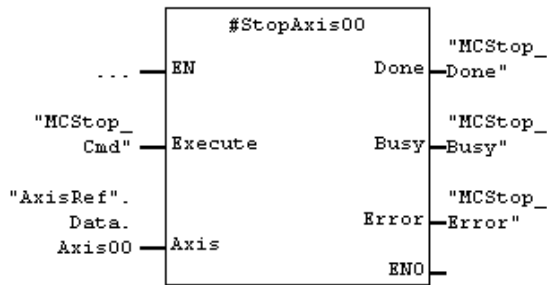 #StopAxis00
"MCStop_
... EN Done Done"
"MCStop_ "MCStop_
Cmd" Execute Busy Busy"
"AxisRef". "MCStop_
Data. Error Error"
Axis00 Axis
ENO